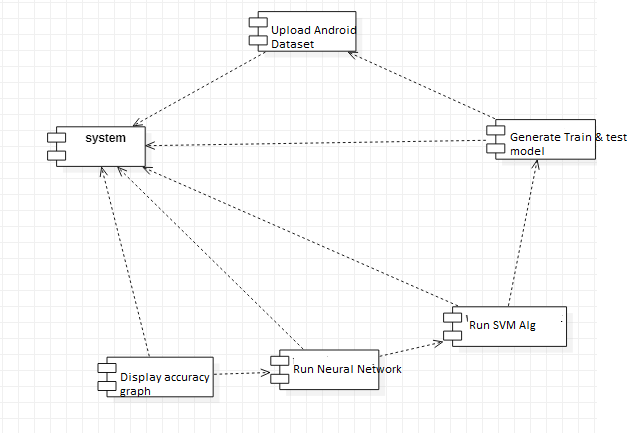 Upload Android
Dataset
system
Generate Train & test
model
Run SVM Alg
Run Neural Network
Display accuracy
graph